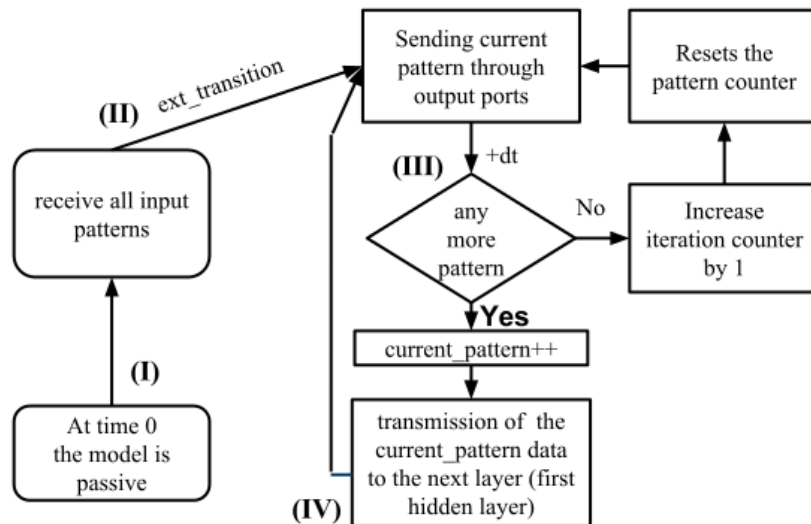 Sending current
pattern through
output ports
Resets the
pattern counter
ext_transition
(II)
+dt
(III)
receive all input
patterns
any
more
pattern
No
Increase
iteration counter
by 1
Yes
current_pattern++
(I)
At time 0
the model is
passive
transmission of the
current_pattern data
to the next layer (first
hidden layer)
(IV)